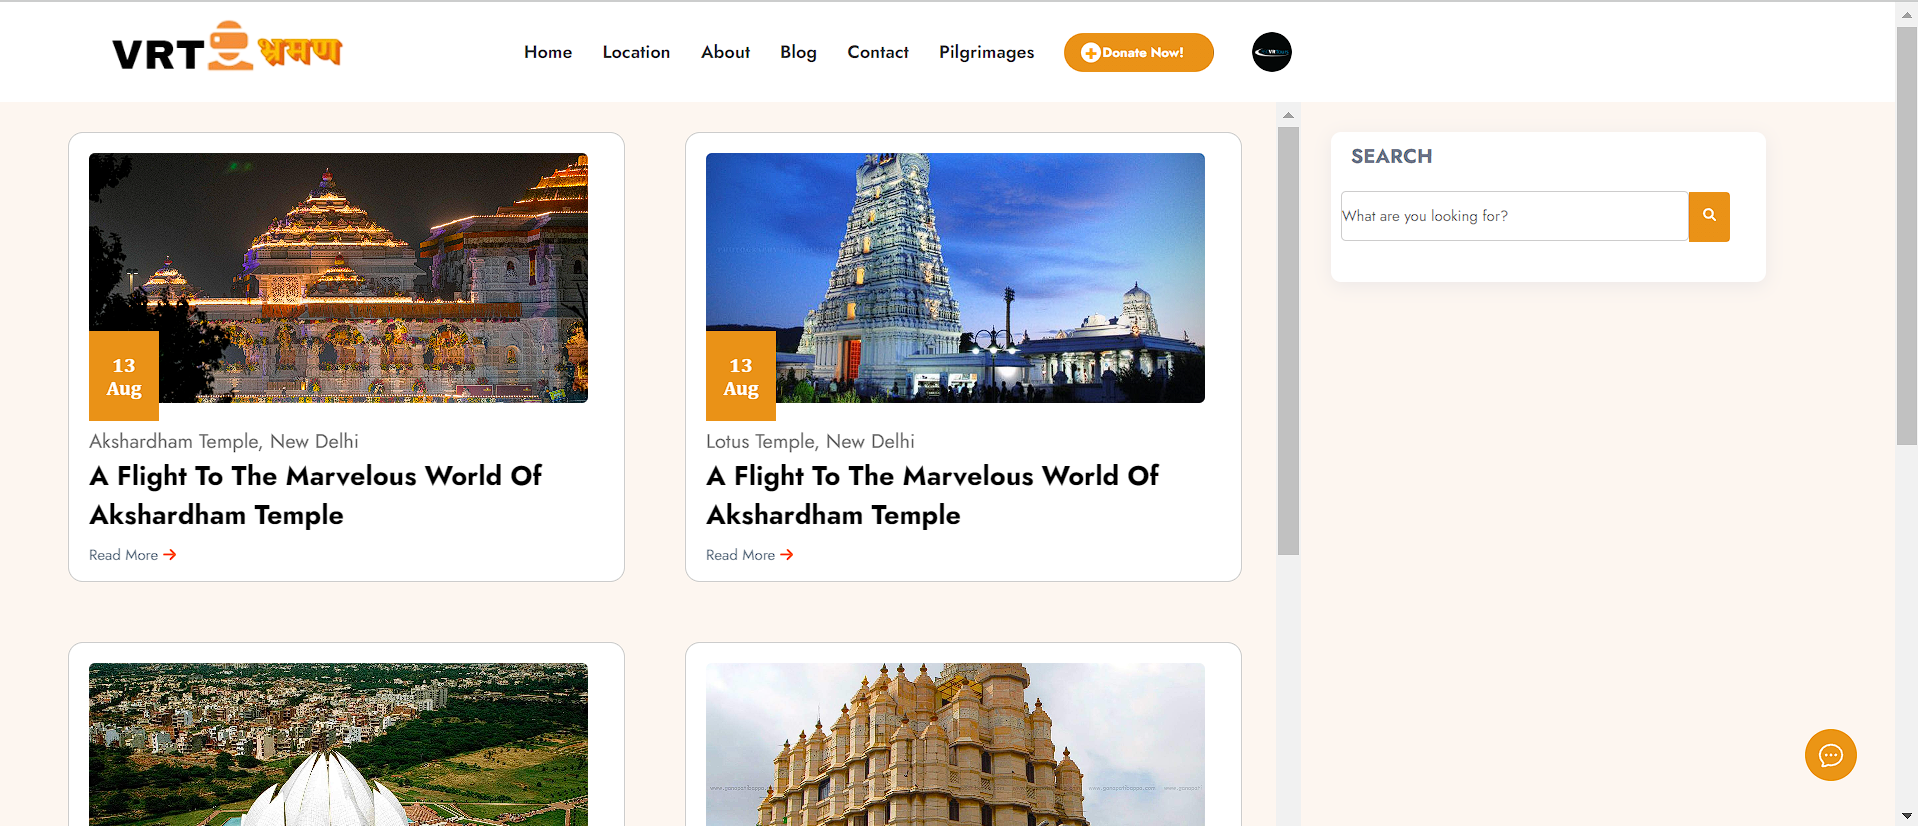 VRT भ्रमण
Home Location About Blog Contact Pilgrimages Donate Now!
13
Aug
Akshardham Temple, New Delhi
A Flight To The Marvelous World Of
Akshardham Temple
Read More
13
Aug
Lotus Temple, New Delhi
A Flight To The Marvelous World Of
Akshardham Temple
Read More
SEARCH
What are you looking for?